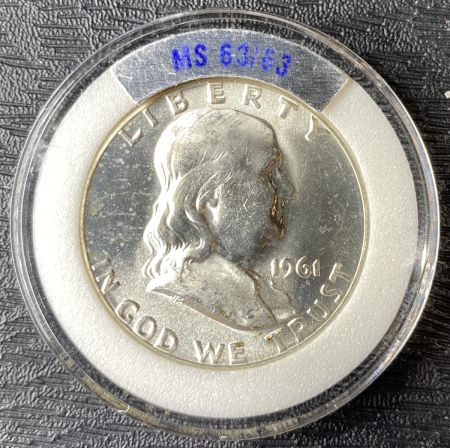 MS 63/63
LIBERTY
1961
IN GOD WE TRUST